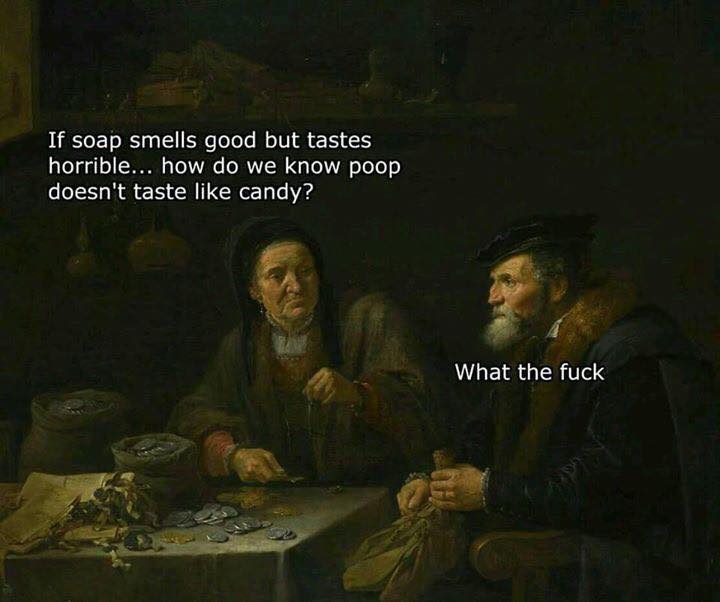 If soap smells good but tastes
horrible... how do we know poop
doesn't taste like candy?
What the fuck